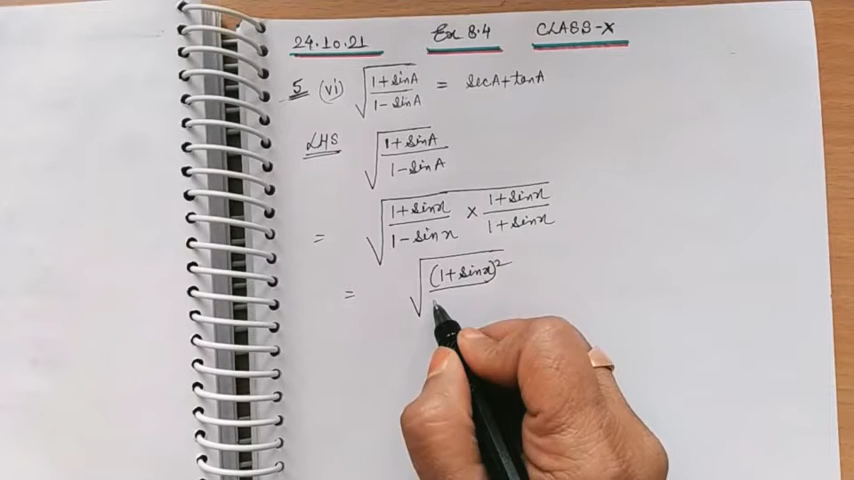 24.10.21 Ex 8.4 CLASS-X
5 (vi) √(1+sinA / 1-sinA) = secA+tanA
LHS √(1+sinA / 1-sinA)
= √(1+sinx / 1-sinx × 1+sinx / 1+sinx)
= √((1+sinx)²